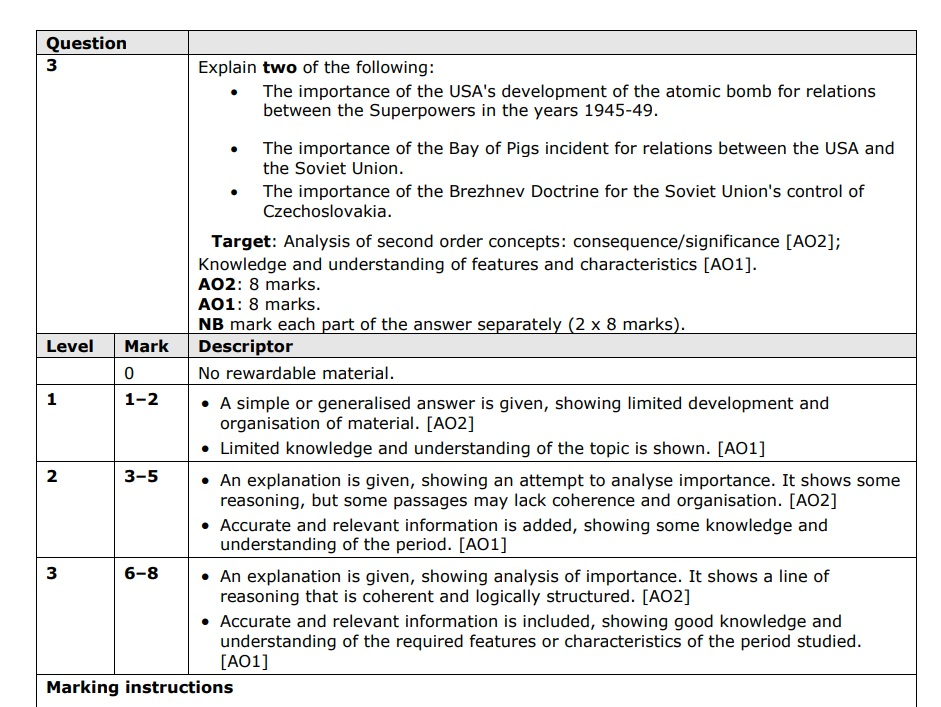 Question
3
Explain two of the following:
• The importance of the USA's development of the atomic bomb for relations
between the Superpowers in the years 1945-49.
• The importance of the Bay of Pigs incident for relations between the USA and
the Soviet Union.
• The importance of the Brezhnev Doctrine for the Soviet Union's control of
Czechoslovakia.
Target: Analysis of second order concepts: consequence/significance [AO2];
Knowledge and understanding of features and characteristics [AO1].
AO2: 8 marks.
AO1: 8 marks.
NB mark each part of the answer separately (2 x 8 marks).
Level Mark Descriptor
0 No rewardable material.
1 1–2 • A simple or generalised answer is given, showing limited development and
organisation of material. [AO2]
• Limited knowledge and understanding of the topic is shown. [AO1]
2 3–5 • An explanation is given, showing an attempt to analyse importance. It shows some
reasoning, but some passages may lack coherence and organisation. [AO2]
• Accurate and relevant information is added, showing some knowledge and
understanding of the period. [AO1]
3 6–8 • An explanation is given, showing analysis of importance. It shows a line of
reasoning that is coherent and logically structured. [AO2]
• Accurate and relevant information is included, showing good knowledge and
understanding of the required features or characteristics of the period studied.
[AO1]
Marking instructions